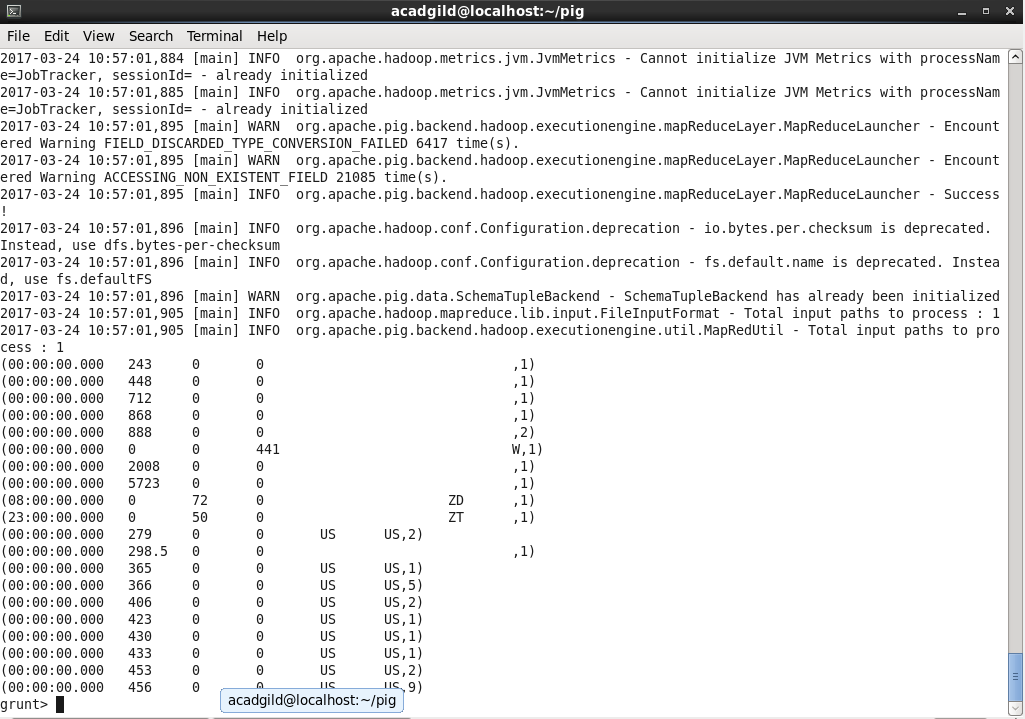 acadgild@localhost:~/pig
File Edit View Search Terminal Help
2017-03-24 10:57:01,884 [main] INFO  org.apache.hadoop.metrics.jvm.JvmMetrics - Cannot initialize JVM Metrics with processNam
e=JobTracker, sessionId= - already initialized
2017-03-24 10:57:01,885 [main] INFO  org.apache.hadoop.metrics.jvm.JvmMetrics - Cannot initialize JVM Metrics with processNam
e=JobTracker, sessionId= - already initialized
2017-03-24 10:57:01,895 [main] WARN  org.apache.pig.backend.hadoop.executionengine.mapReduceLayer.MapReduceLauncher - Encount
ered Warning FIELD_DISCARDED_TYPE_CONVERSION_FAILED 6417 time(s).
2017-03-24 10:57:01,895 [main] WARN  org.apache.pig.backend.hadoop.executionengine.mapReduceLayer.MapReduceLauncher - Encount
ered Warning ACCESSING_NON_EXISTENT_FIELD 21085 time(s).
2017-03-24 10:57:01,895 [main] INFO  org.apache.pig.backend.hadoop.executionengine.mapReduceLayer.MapReduceLauncher - Success
!
2017-03-24 10:57:01,896 [main] INFO  org.apache.hadoop.conf.Configuration.deprecation - io.bytes.per.checksum is deprecated.
Instead, use dfs.bytes-per-checksum
2017-03-24 10:57:01,896 [main] INFO  org.apache.hadoop.conf.Configuration.deprecation - fs.default.name is deprecated. Instea
d, use fs.defaultFS
2017-03-24 10:57:01,896 [main] WARN  org.apache.pig.data.SchemaTupleBackend - SchemaTupleBackend has already been initialized
2017-03-24 10:57:01,905 [main] INFO  org.apache.hadoop.mapreduce.lib.input.FileInputFormat - Total input paths to process : 1
2017-03-24 10:57:01,905 [main] INFO  org.apache.pig.backend.hadoop.executionengine.util.MapRedUtil - Total input paths to pro
cess : 1
(00:00:00.000   243     0       0                               ,1)
(00:00:00.000   448     0       0                               ,1)
(00:00:00.000   712     0       0                               ,1)
(00:00:00.000   868     0       0                               ,1)
(00:00:00.000   888     0       0                               ,2)
(00:00:00.000   0       0       441                             W,1)
(00:00:00.000   2008    0       0                               ,1)
(00:00:00.000   5723    0       0                               ,1)
(08:00:00.000   0       72      0                       ZD      ,1)
(23:00:00.000   0       50      0                       ZT      ,1)
(00:00:00.000   279     0       0       US      US,2)
(00:00:00.000   298.5   0       0                               ,1)
(00:00:00.000   365     0       0       US      US,1)
(00:00:00.000   366     0       0       US      US,5)
(00:00:00.000   406     0       0       US      US,2)
(00:00:00.000   423     0       0       US      US,1)
(00:00:00.000   430     0       0       US      US,1)
(00:00:00.000   433     0       0       US      US,1)
(00:00:00.000   453     0       0       US      US,2)
(00:00:00.000   456     0       0       US      US,9)
grunt>
acadgild@localhost:~/pig